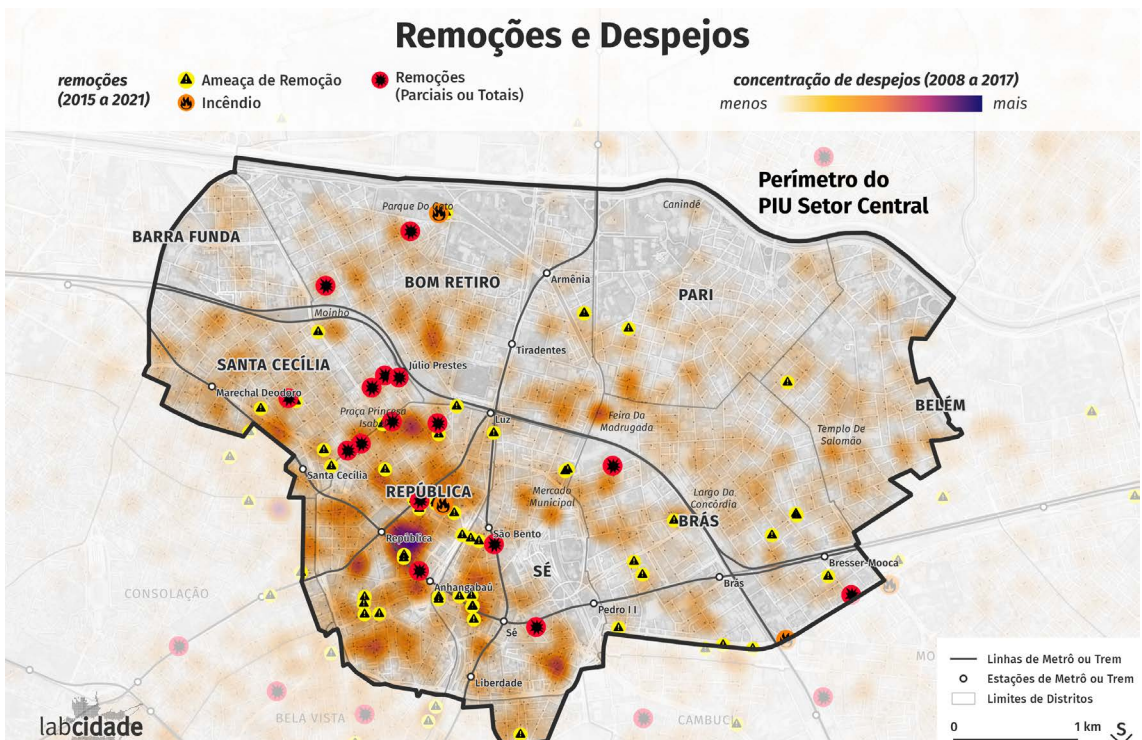 Remoções e Despejos
remoções
(2015 a 2021)
Ameaça de Remoção
Incêndio
Remoções
(Parciais ou Totais)
concentração de despejos (2008 a 2017)
menos
mais
Perímetro do
PIU Setor Central
Parque Do Gato
Canindé
BARRA FUNDA
BOM RETIRO
Armênia
PARI
Moinho
Tiradentes
SANTA CECÍLIA
Júlio Prestes
Marechal Deodoro
BELÉM
Praça Princesa
Isabel
Luz
Feira Da
Madrugada
Templo De
Salomão
Santa Cecília
REPÚBLICA
Mercado
Municipal
Largo Da
Concórdia
BRÁS
República
São Bento
SÉ
Bresser-Mooca
Anhangabaú
Brás
CONSOLAÇÃO
Pedro II
Sé
MO
Liberdade
BELA VISTA
CAMBUCI
labcidade
Linhas de Metrô ou Trem
Estações de Metrô ou Trem
Limites de Distritos
0
1 km
S